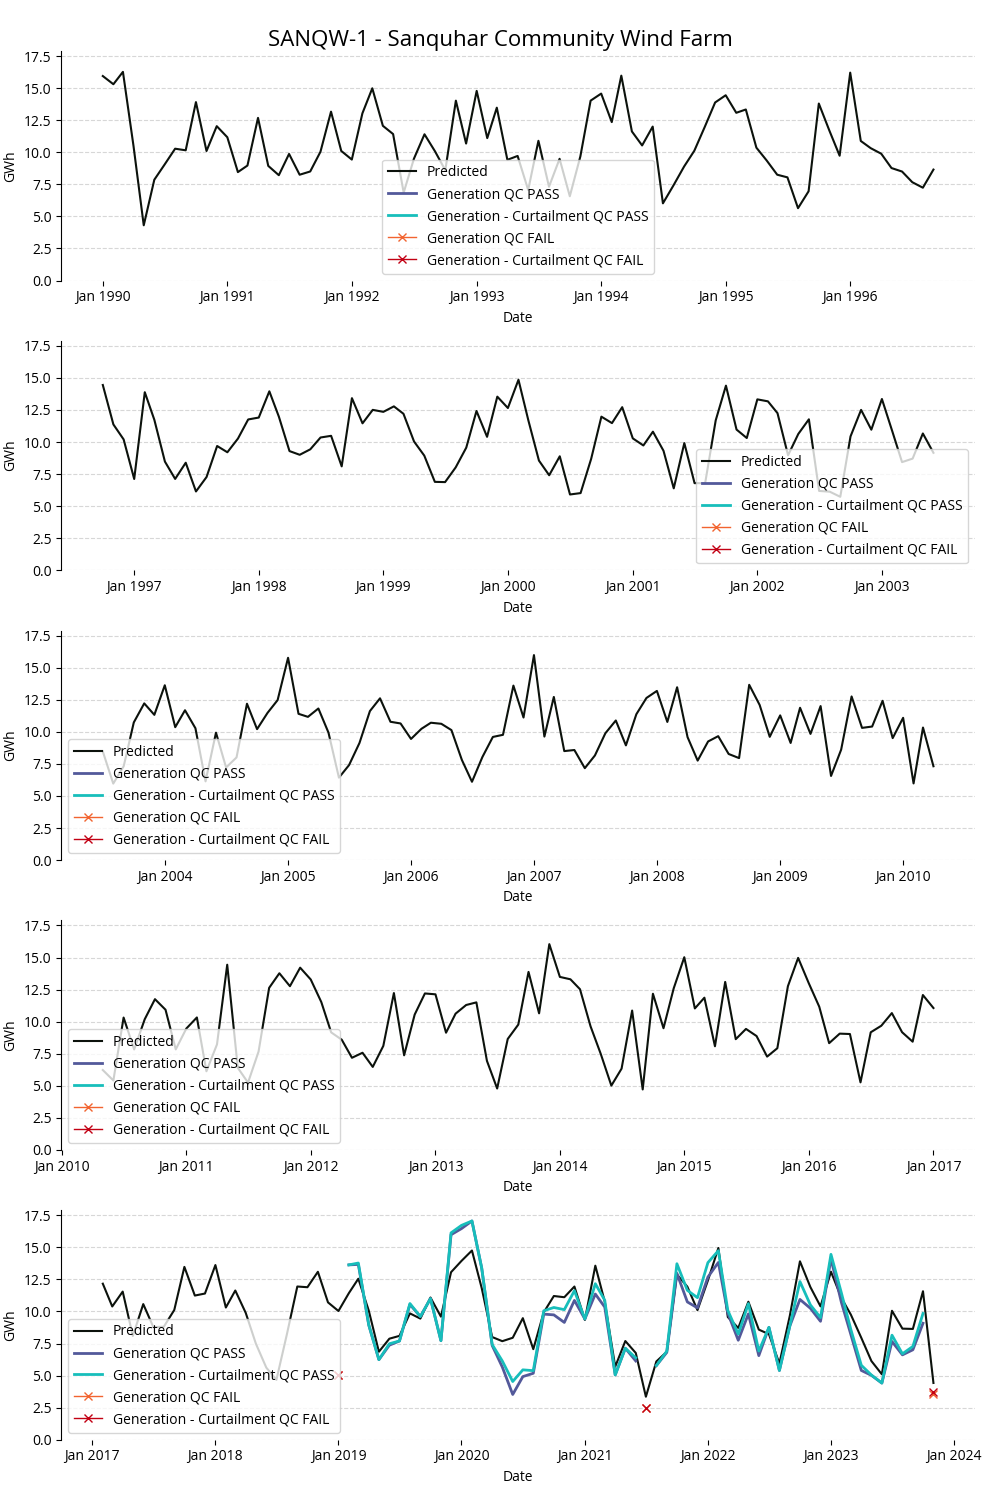 SANQW-1 - Sanquhar Community Wind Farm
17.5
15.0
12.5
10.0
7.5
5.0
2.5
0.0
GWh
Predicted
Generation QC PASS
Generation - Curtailment QC PASS
Generation QC FAIL
Generation - Curtailment QC FAIL
Jan 1990 Jan 1991 Jan 1992 Jan 1993 Jan 1994 Jan 1995 Jan 1996
Date
17.5
15.0
12.5
10.0
7.5
5.0
2.5
0.0
GWh
Predicted
Generation QC PASS
Generation - Curtailment QC PASS
Generation QC FAIL
Generation - Curtailment QC FAIL
Jan 1997 Jan 1998 Jan 1999 Jan 2000 Jan 2001 Jan 2002 Jan 2003
Date
17.5
15.0
12.5
10.0
7.5
5.0
2.5
0.0
GWh
Predicted
Generation QC PASS
Generation - Curtailment QC PASS
Generation QC FAIL
Generation - Curtailment QC FAIL
Jan 2004 Jan 2005 Jan 2006 Jan 2007 Jan 2008 Jan 2009 Jan 2010
Date
17.5
15.0
12.5
10.0
7.5
5.0
2.5
0.0
GWh
Predicted
Generation QC PASS
Generation - Curtailment QC PASS
Generation QC FAIL
Generation - Curtailment QC FAIL
Jan 2010 Jan 2011 Jan 2012 Jan 2013 Jan 2014 Jan 2015 Jan 2016 Jan 2017
Date
17.5
15.0
12.5
10.0
7.5
5.0
2.5
0.0
GWh
Predicted
Generation QC PASS
Generation - Curtailment QC PASS
Generation QC FAIL
Generation - Curtailment QC FAIL
Jan 2017 Jan 2018 Jan 2019 Jan 2020 Jan 2021 Jan 2022 Jan 2023 Jan 2024
Date